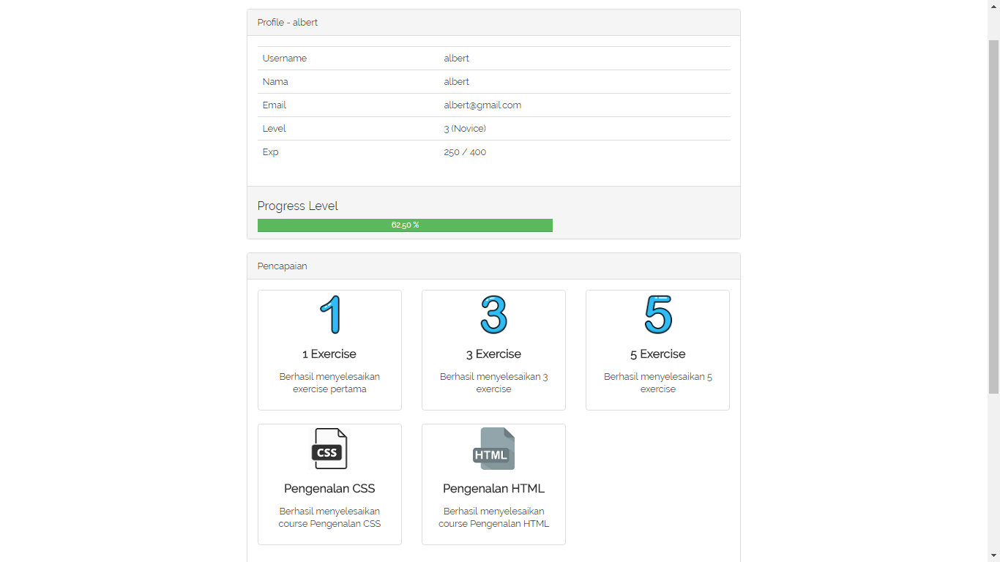 Profile - albert
Username albert
Nama albert
Email albert@gmail.com
Level 3 (Novice)
Exp 250 / 400
Progress Level
62.50 %
Pencapaian
1 3 5
1 Exercise 3 Exercise 5 Exercise
Berhasil menyelesaikan Berhasil menyelesaikan 3 Berhasil menyelesaikan 5
exercise pertama exercise exercise
CSS HTML
Pengenalan CSS Pengenalan HTML
Berhasil menyelesaikan Berhasil menyelesaikan
course Pengenalan CSS course Pengenalan HTML